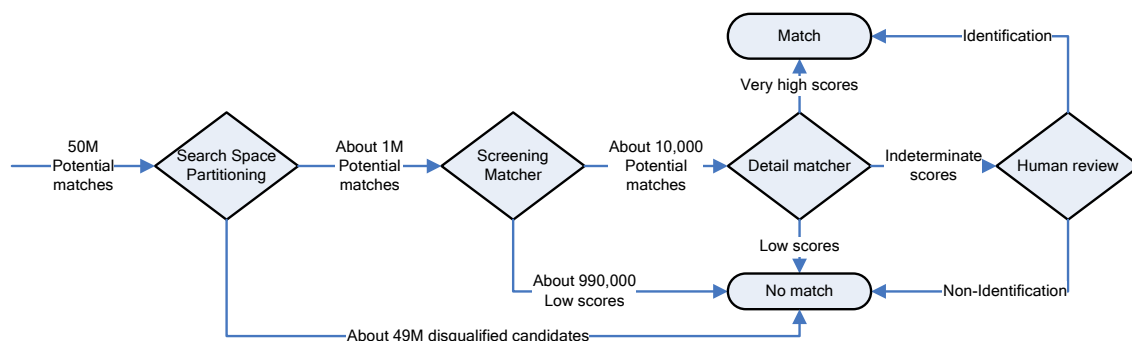 50M
Potential
matches
Search Space
Partitioning
About 1M
Potential
matches
Screening
Matcher
About 10,000
Potential
matches
Match
Very high scores
Detail matcher
Low scores
Indeterminate
scores
Human review
Identification
Non-Identification
No match
About 990,000
Low scores
About 49M disqualified candidates